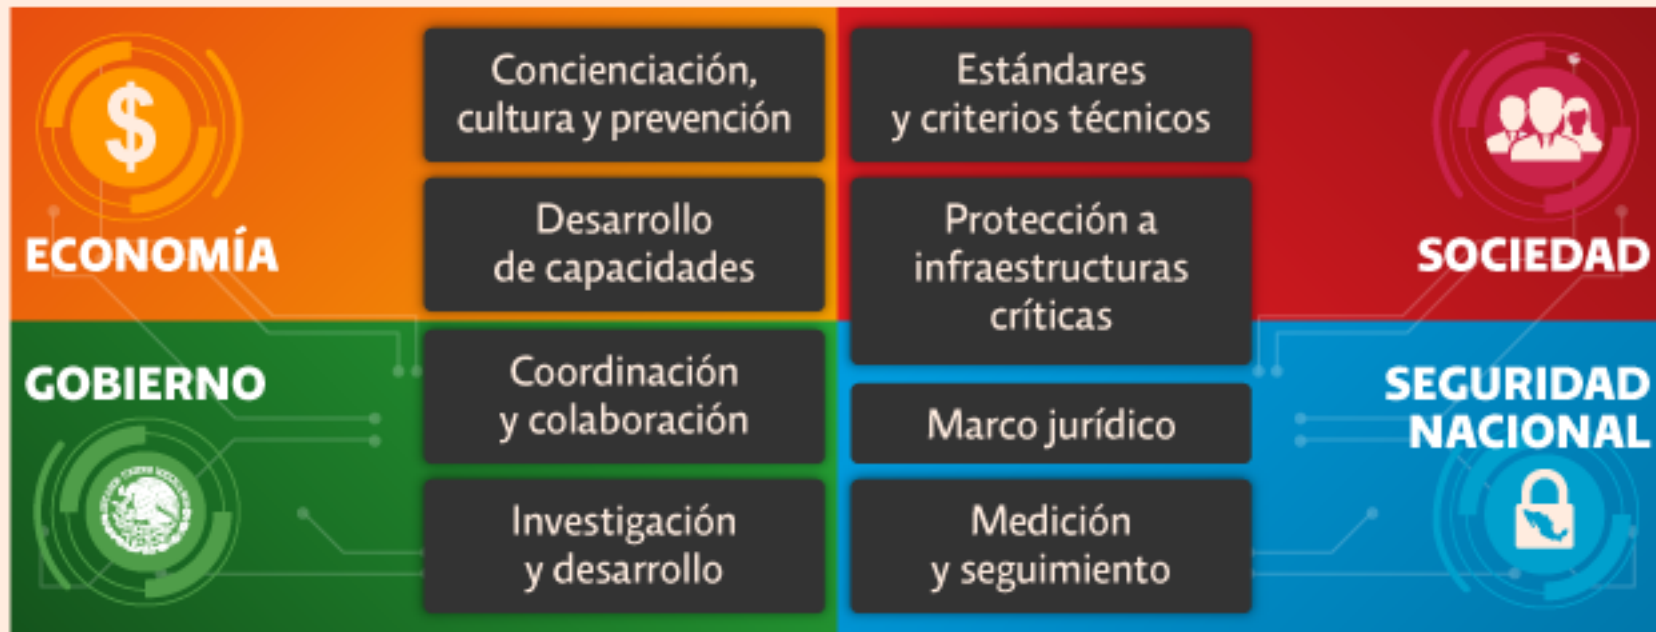 ECONOMÍA
GOBIERNO
Concienciación,
cultura y prevención
Desarrollo
de capacidades
Coordinación
y colaboración
Investigación
y desarrollo
Estándares
y criterios técnicos
Protección a
infraestructuras
críticas
Marco jurídico
Medición
y seguimiento
SOCIEDAD
SEGURIDAD
NACIONAL
$